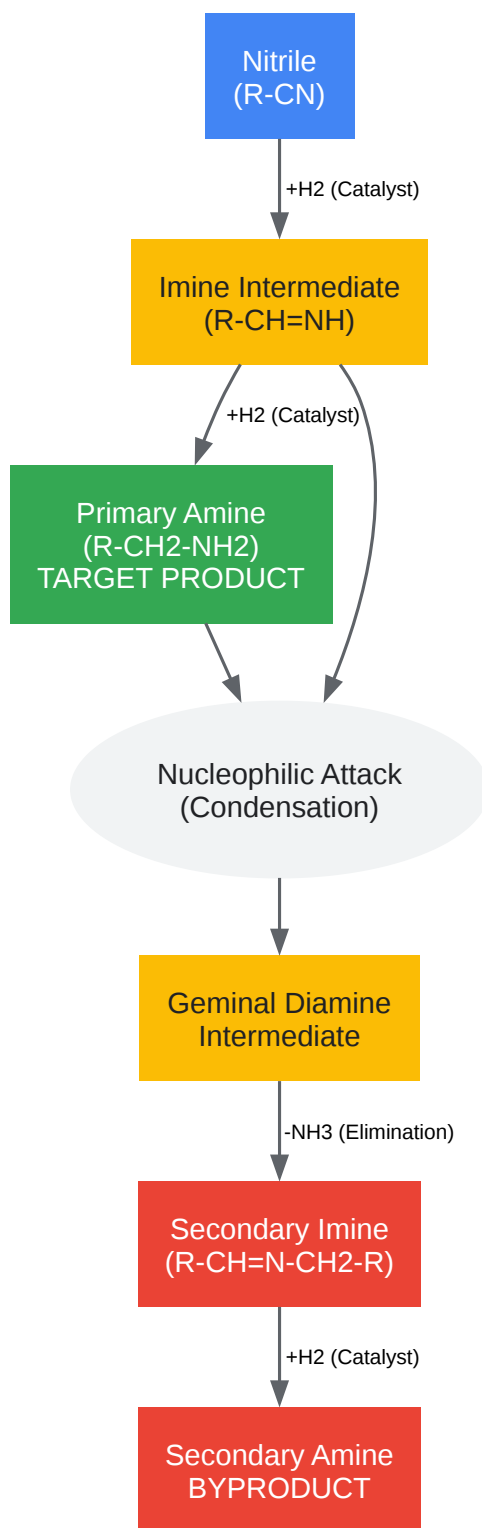 Nitrile
(R-CN)
+H2 (Catalyst)
Imine Intermediate
(R-CH=NH)
+H2 (Catalyst)
Primary Amine
(R-CH2-NH2)
TARGET PRODUCT
Nucleophilic Attack
(Condensation)
Geminal Diamine
Intermediate
-NH3 (Elimination)
Secondary Imine
(R-CH=N-CH2-R)
+H2 (Catalyst)
Secondary Amine
BYPRODUCT